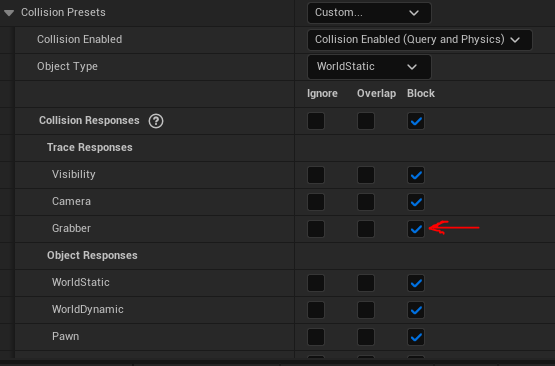 Collision Presets Custom...
Collision Enabled Collision Enabled (Query and Physics)
Object Type WorldStatic
Ignore Overlap Block
Collision Responses ?
Trace Responses
Visibility
Camera
Grabber
Object Responses
WorldStatic
WorldDynamic
Pawn